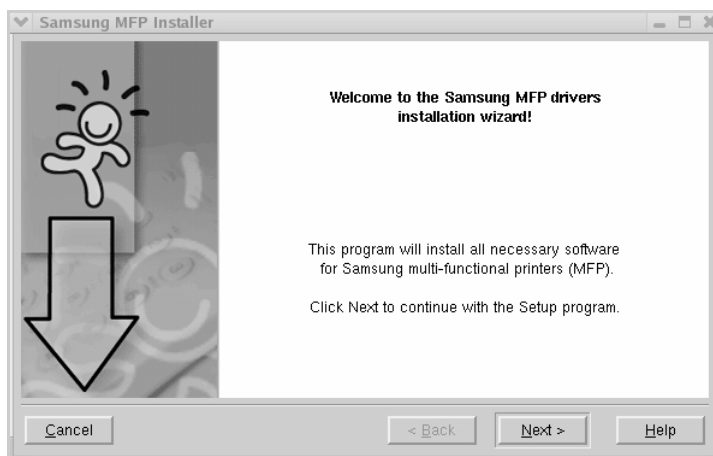 Samsung MFP Installer
Welcome to the Samsung MFP drivers
installation wizard!
This program will install all necessary software
for Samsung multi-functional printers (MFP).
Click Next to continue with the Setup program.
Cancel
< Back
Next >
Help